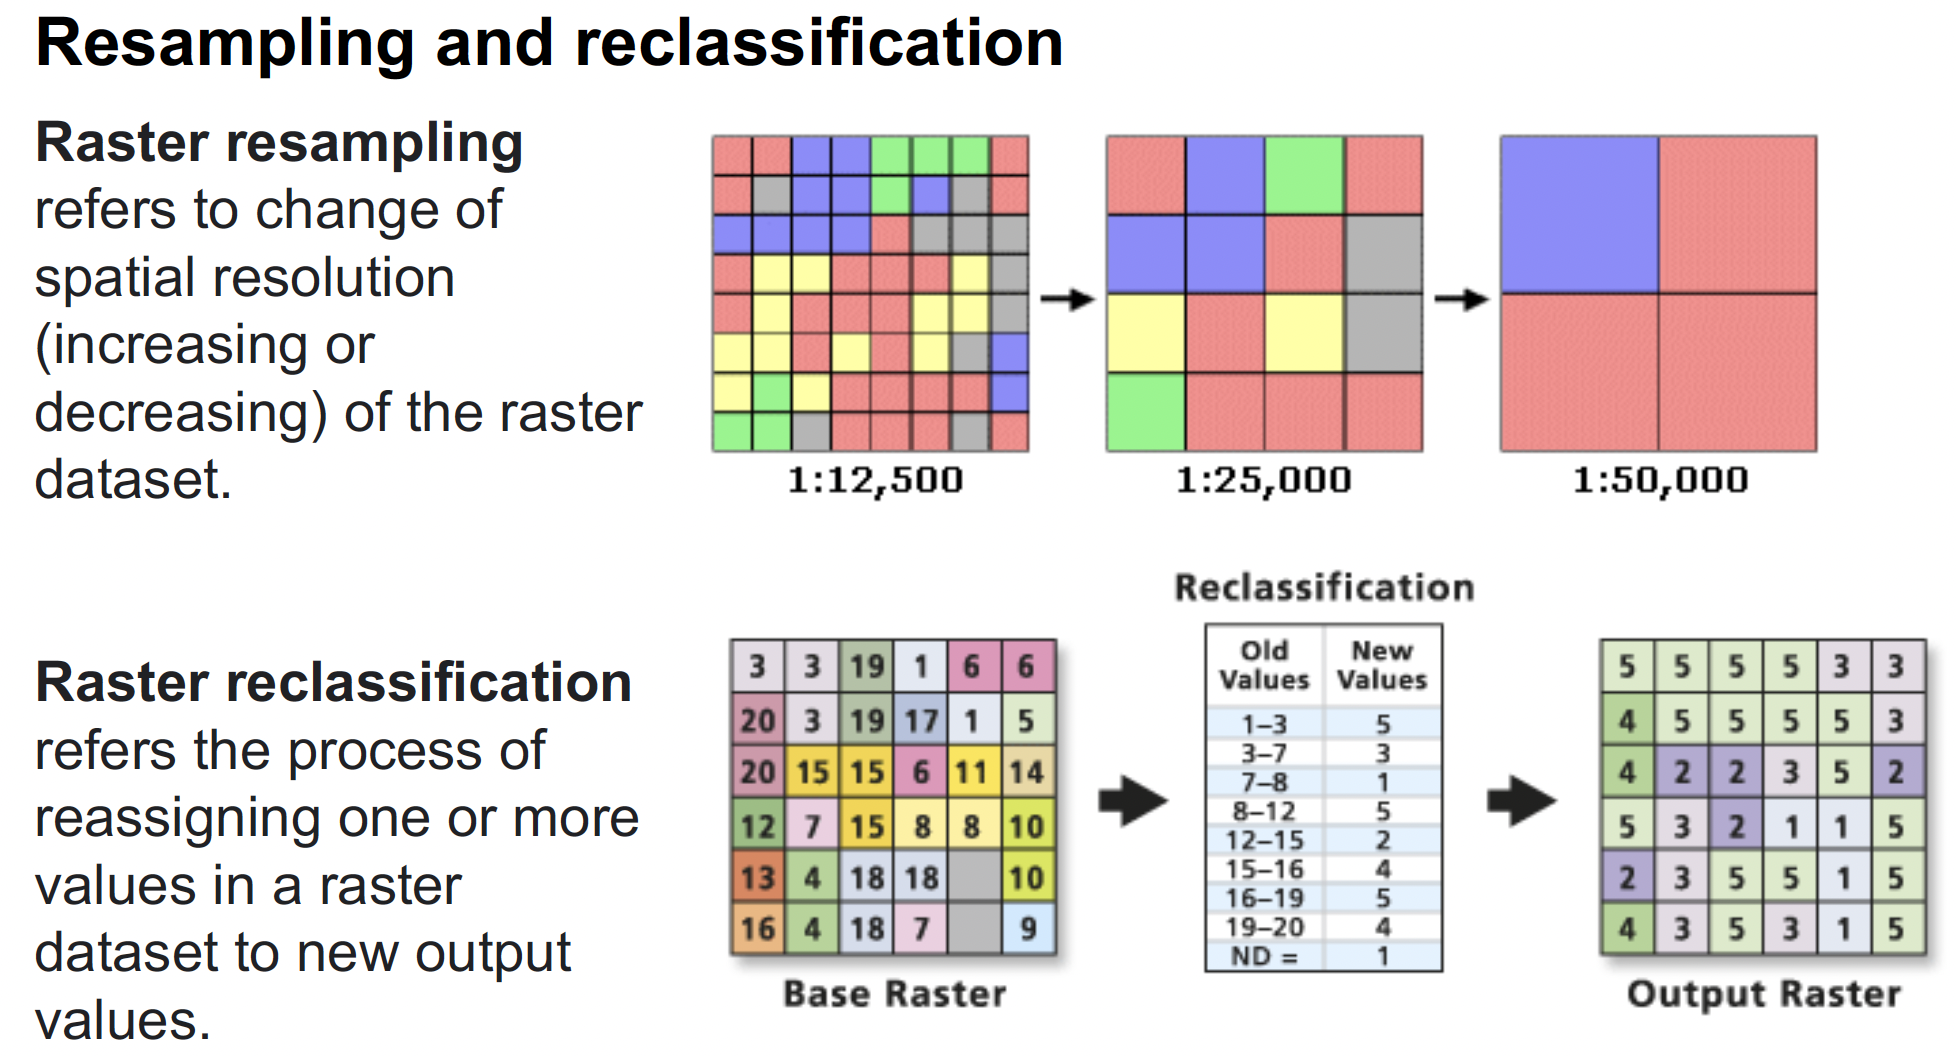 Resampling and reclassification
Raster resampling
refers to change of
spatial resolution
(increasing or
decreasing) of the raster
dataset.
1:12,500
1:25,000
1:50,000
Raster reclassification
refers the process of
reassigning one or more
values in a raster
dataset to new output
values.
3 3 19 1 6 6
20 3 19 17 1 5
20 15 15 6 11 14
12 7 15 8 8 10
13 4 18 18 10
16 4 18 7 9
Base Raster
Reclassification
Old Values New Values
1–3 5
3–7 3
7–8 1
8–12 5
12–15 2
15–16 4
16–19 5
19–20 4
ND = 1
5 5 5 5 3 3
4 5 5 5 5 3
4 2 2 3 5 2
5 3 2 1 1 5
2 3 5 5 1 5
4 3 5 3 1 5
Output Raster